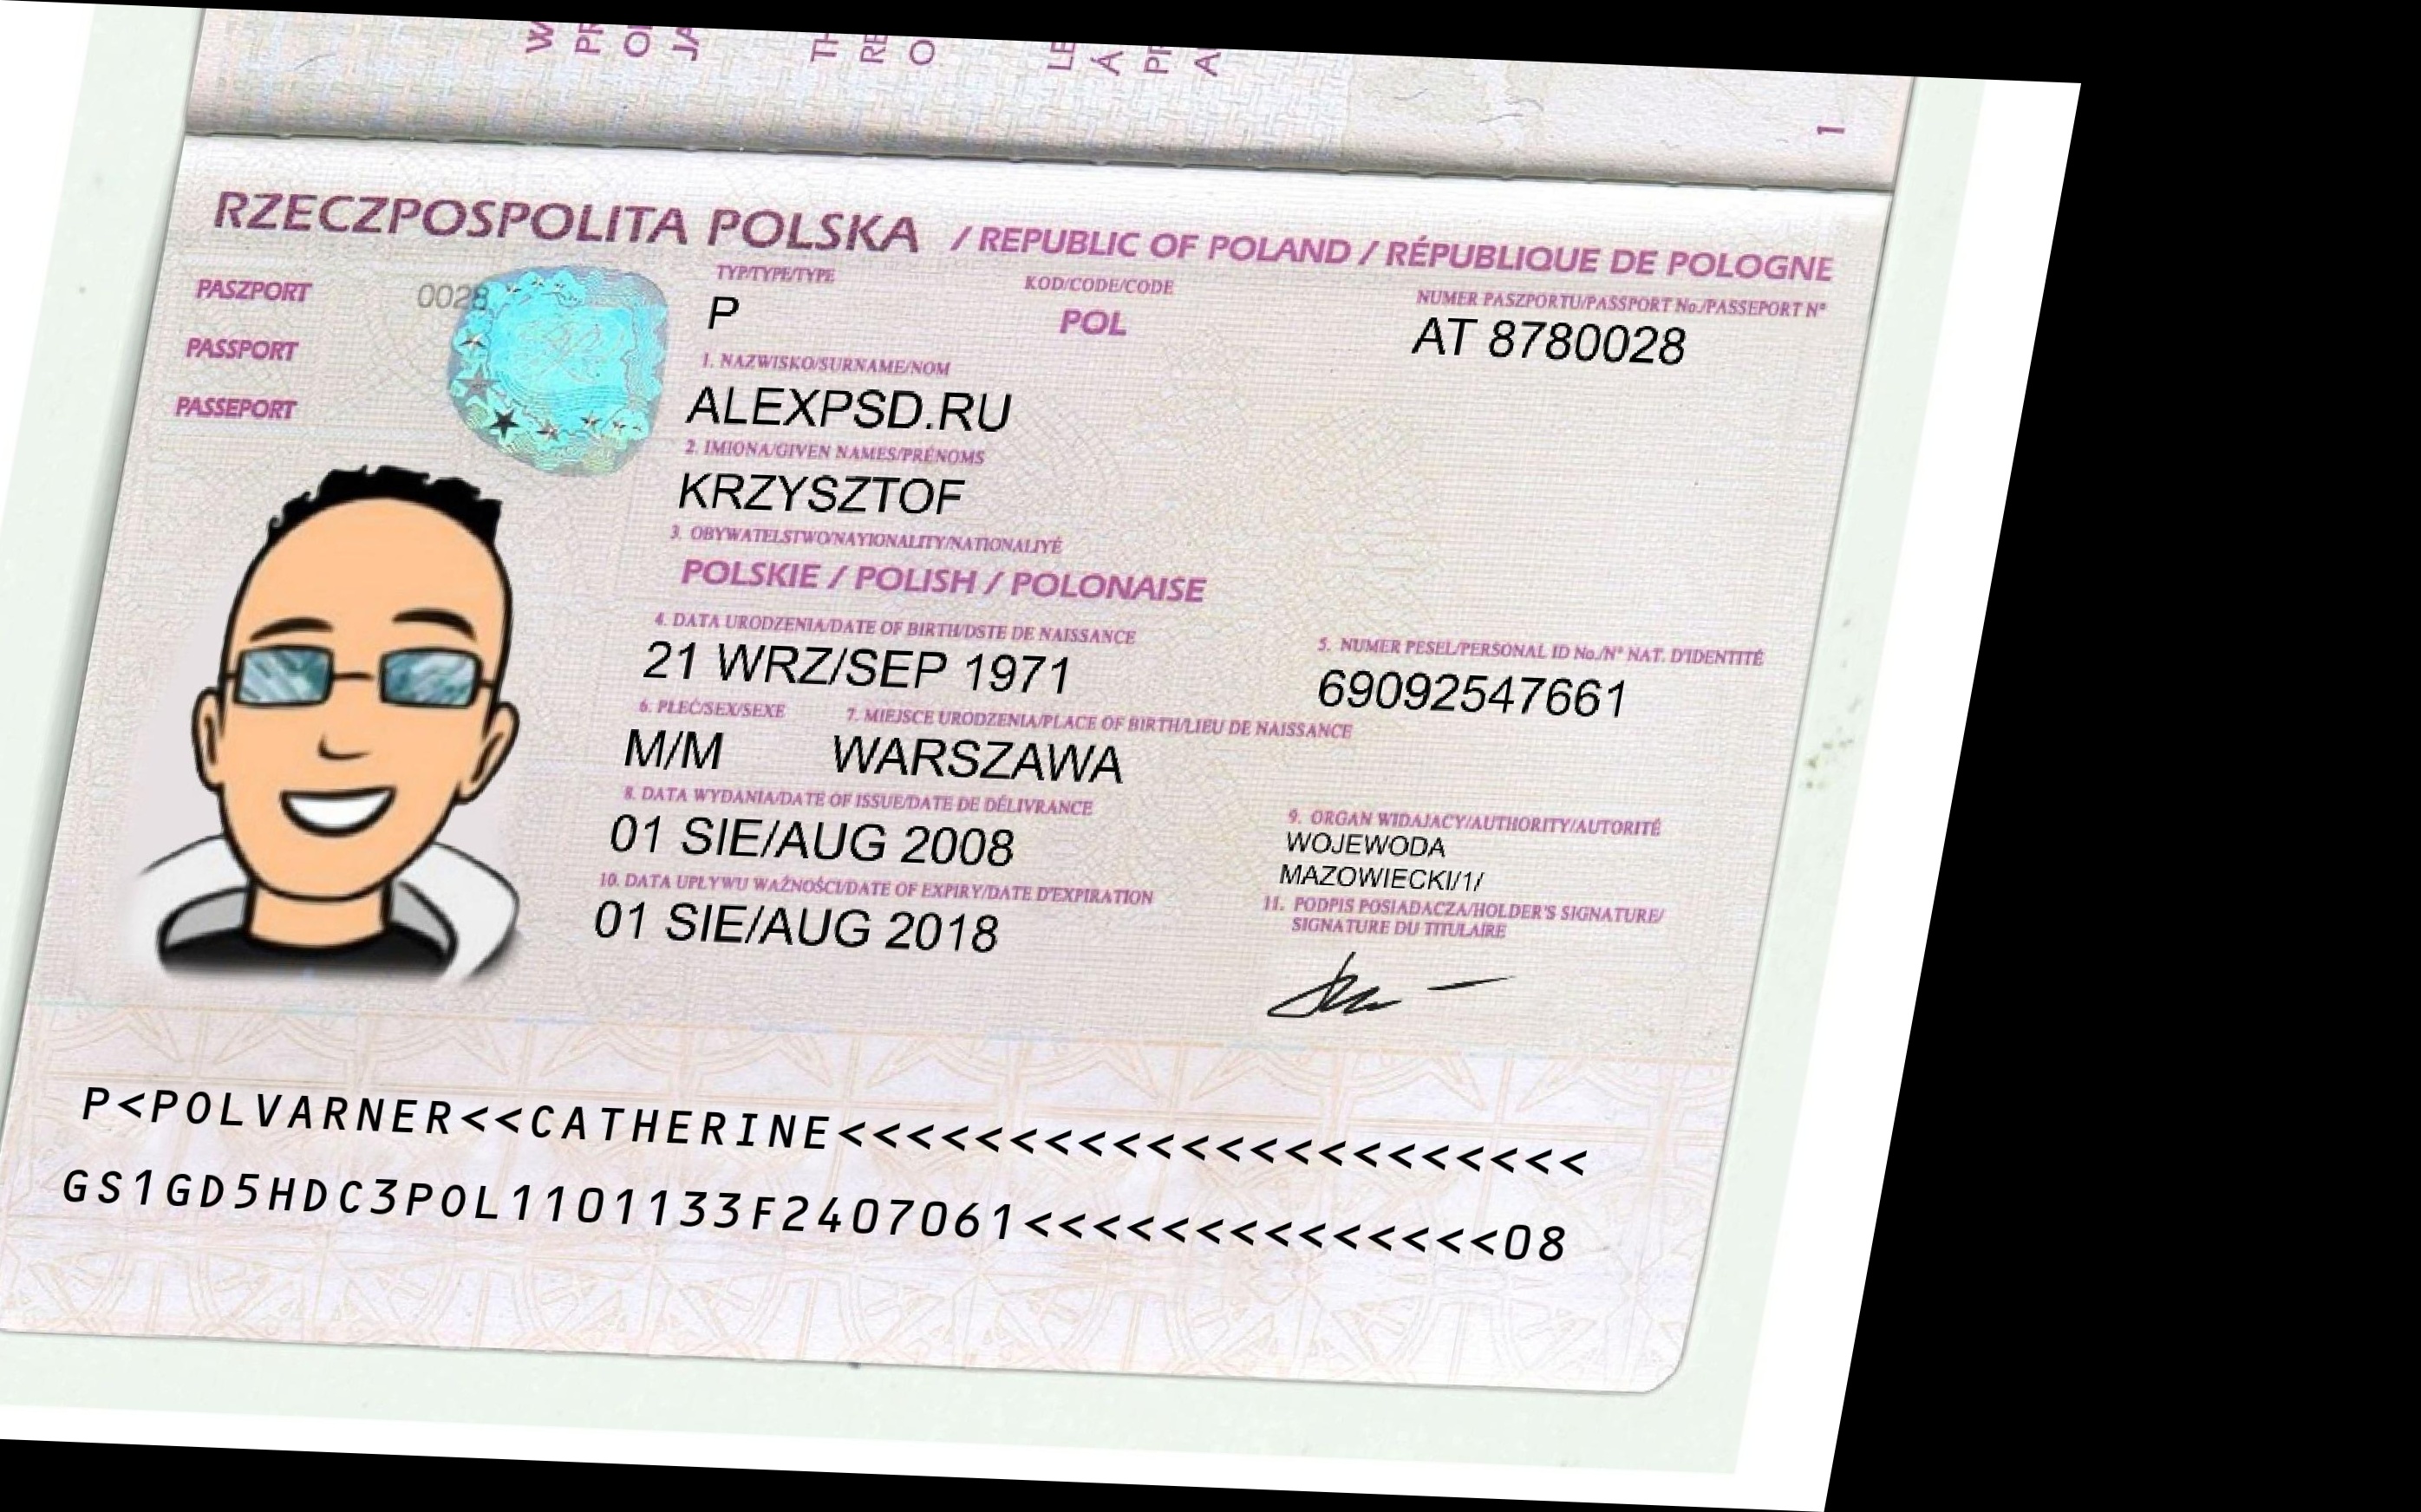 RZECZPOSPOLITA POLSKA / REPUBLIC OF POLAND / RÉPUBLIQUE DE POLOGNE
PASZPORT 0028
PASSPORT
PASSEPORT
TYP/TYPE/TYPE KOD/CODE/CODE NUMER PASZPORTU/PASSPORT No./PASSEPORT N°
P POL AT 8780028
1. NAZWISKO/SURNAME/NOM
ALEXPSD.RU
2. IMIONA/GIVEN NAMES/PRÉNOMS
KRZYSZTOF
3. OBYWATELSTWO/NAYIONALITY/NATIONALIYÉ
POLSKIE / POLISH / POLONAISE
4. DATA URODZENIA/DATE OF BIRTH/DSTE DE NAISSANCE 5. NUMER PESEL/PERSONAL ID No./N° NAT. D'IDENTITÉ
21 WRZ/SEP 1971 69092547661
6. PŁEĆ/SEX/SEXE 7. MIEJSCE URODZENIA/PLACE OF BIRTH/LIEU DE NAISSANCE
M/M WARSZAWA
8. DATA WYDANIA/DATE OF ISSUE/DATE DE DÉLIVRANCE 9. ORGAN WIDAJACY/AUTHORITY/AUTORITÉ
01 SIE/AUG 2008 WOJEWODA
MAZOWIECKI/1/
10. DATA UPŁYWU WAŻNOŚCI/DATE OF EXPIRY/DATE D'EXPIRATION 11. PODPIS POSIADACZA/HOLDER'S SIGNATURE/
SIGNATURE DU TITULAIRE
01 SIE/AUG 2018
P<POLVARNER<<CATHERINE<<<<<<<<<<<<<<<<<<<<<<
GS1GD5HDC3POL1101133F2407061<<<<<<<<<<<<<<08
1